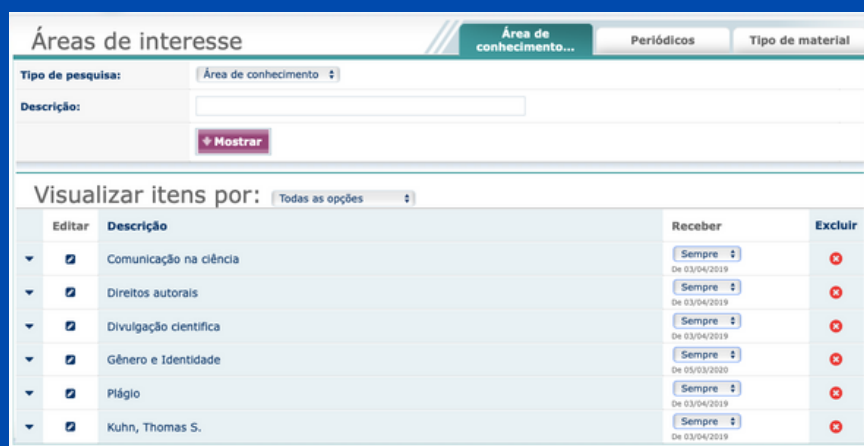 Áreas de interesse
Área de conhecimento...
Periódicos
Tipo de material
Tipo de pesquisa:
Área de conhecimento
Descrição:
Mostrar
Visualizar itens por: Todas as opções
Editar Descrição Receber Excluir
Comunicação na ciência Sempre
De 03/04/2019
Direitos autorais Sempre
De 03/04/2019
Divulgação cientifica Sempre
De 03/04/2019
Gênero e Identidade Sempre
De 05/03/2020
Plágio Sempre
De 03/04/2019
Kuhn, Thomas S. Sempre
De 03/04/2019